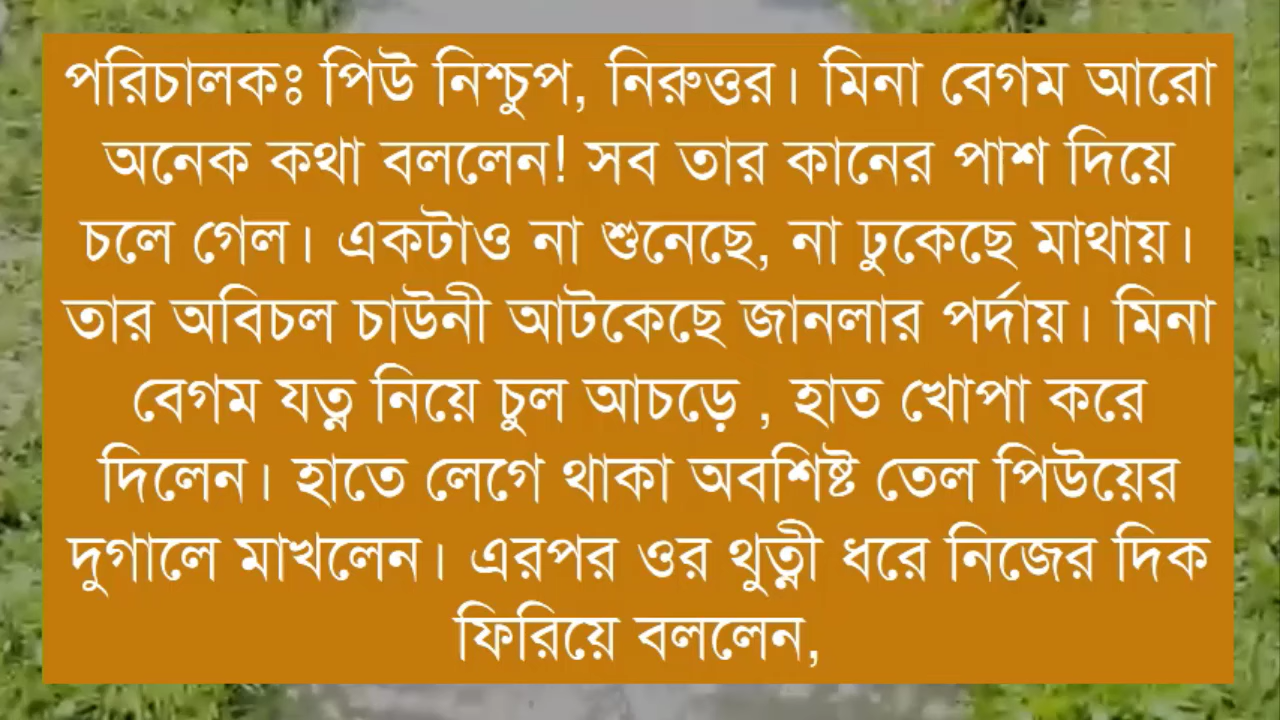 পরিচালকঃ পিউ নিশ্চুপ, নিরুত্তর। মিনা বেগম আরো
অনেক কথা বললেন! সব তার কানের পাশ দিয়ে
চলে গেল। একটাও না শুনেছে, না ঢুকেছে মাথায়।
তার অবিচল চাউনী আটকেছে জানলার পর্দায়। মিনা
বেগম যত্ন নিয়ে চুল আচড়ে , হাত খোপা করে
দিলেন। হাতে লেগে থাকা অবশিষ্ট তেল পিউয়ের
দুগালে মাখলেন। এরপর ওর থুত্নী ধরে নিজের দিক
ফিরিয়ে বললেন,